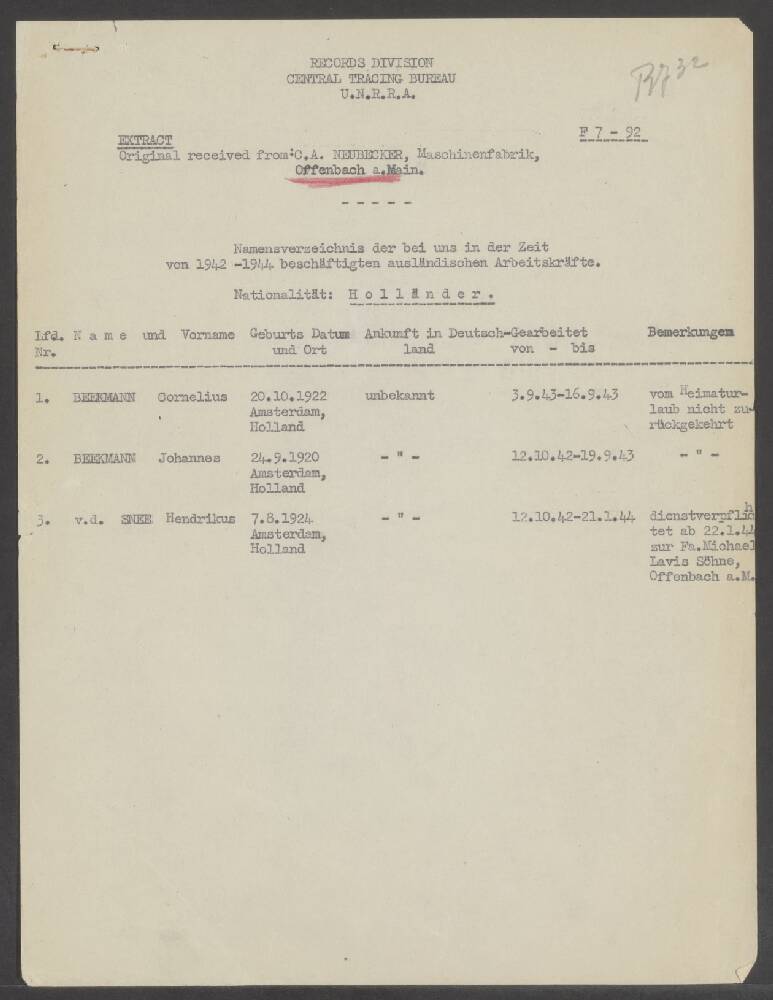 RECORDS DIVISION
CENTRAL TRACING BUREAU
U.N.R.R.A.
F 7 - 92
EXTRACT
Original received from:C.A. NEUBECKER, Maschinenfabrik,
Offenbach a.Main.
- - - - -
Namensverzeichnis der bei uns in der Zeit
von 1942 -1944 beschäftigten ausländischen Arbeitskräfte.
Nationalität: H o l l ä n d e r .
Lfd. N a m e und Vorname Geburts Datum Ankunft in Deutsch-Gearbeitet Bemerkungen
Nr. und Ort land von - bis
1. BEEKMANN Cornelius 20.10.1922 unbekannt 3.9.43-16.9.43 vom Heimatur-
Amsterdam, laub nicht zu-
Holland rückgekehrt
2. BEEKMANN Johannes 24.9.1920 - " - 12.10.42-19.9.43 - " -
Amsterdam,
Holland
3. v.d. SNEE Hendrikus 7.8.1924 - " - 12.10.42-21.1.44 dienstverpflich
Amsterdam, tet ab 22.1.44
Holland zur Fa.Michael
Lavis Söhne,
Offenbach a.M.